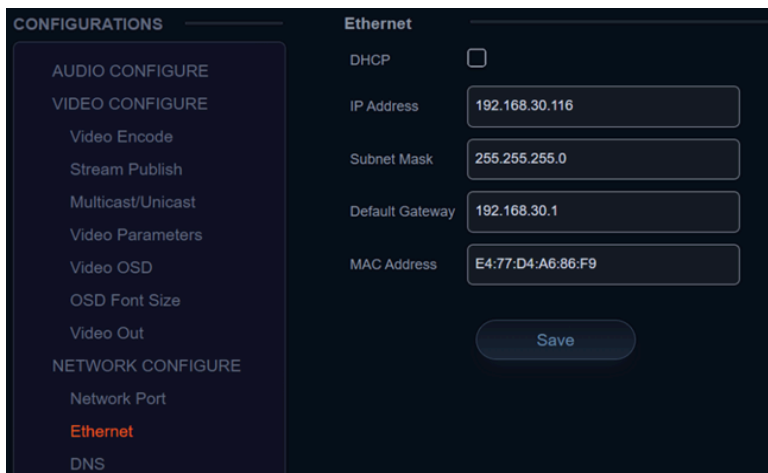 CONFIGURATIONS
AUDIO CONFIGURE
VIDEO CONFIGURE
Video Encode
Stream Publish
Multicast/Unicast
Video Parameters
Video OSD
OSD Font Size
Video Out
NETWORK CONFIGURE
Network Port
Ethernet
DNS
Ethernet
DHCP
IP Address 192.168.30.116
Subnet Mask 255.255.255.0
Default Gateway 192.168.30.1
MAC Address E4:77:D4:A6:86:F9
Save